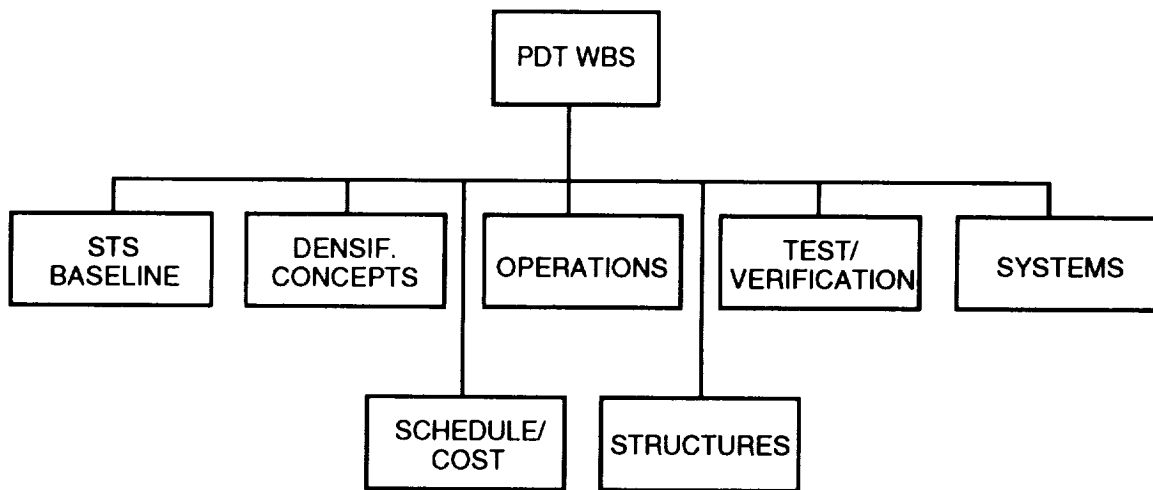 PDT WBS
STS
BASELINE
DENSIF.
CONCEPTS
OPERATIONS
TEST/
VERIFICATION
SYSTEMS
SCHEDULE/
COST
STRUCTURES